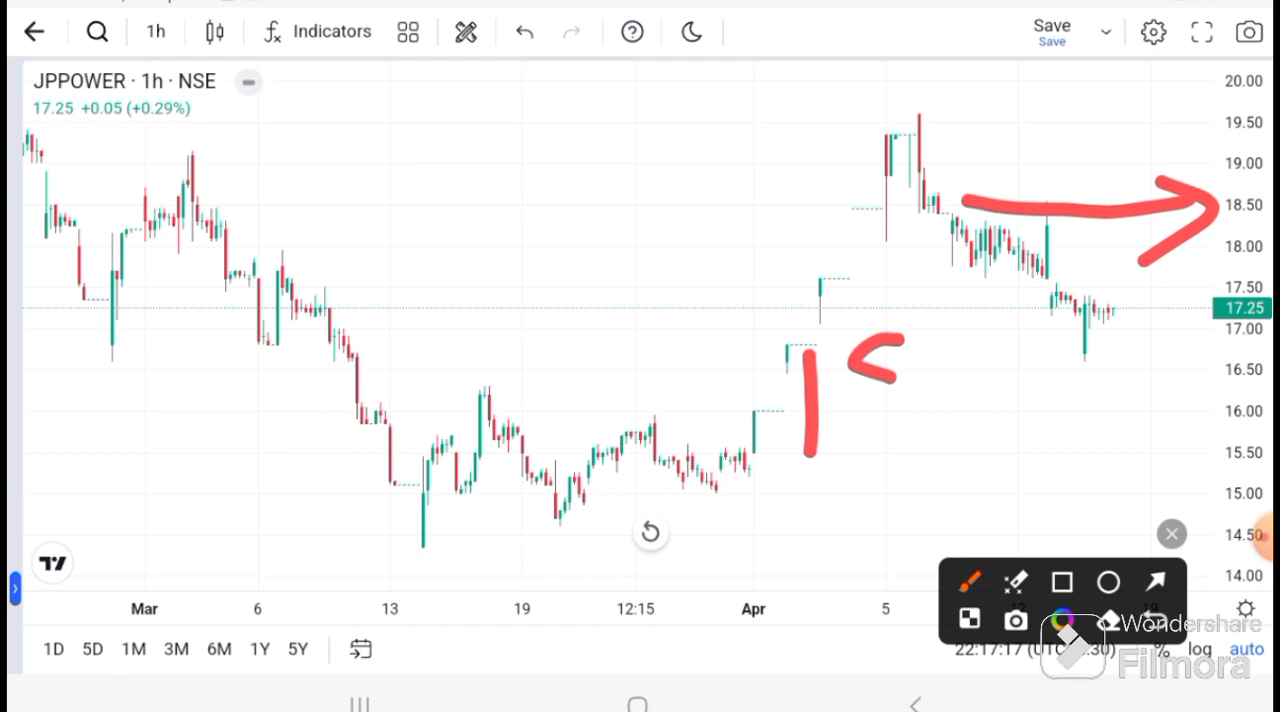 1h Indicators Save
Save
JPPOWER · 1h · NSE
17.25 +0.05 (+0.29%)
20.00
19.50
19.00
18.50
18.00
17.50
17.25
17.00
16.50
16.00
15.50
15.00
14.50
14.00
Mar 6 13 19 12:15 Apr 5
1D 5D 1M 3M 6M 1Y 5Y 22:17:17 (UTC % log auto
Wondershare
Filmora